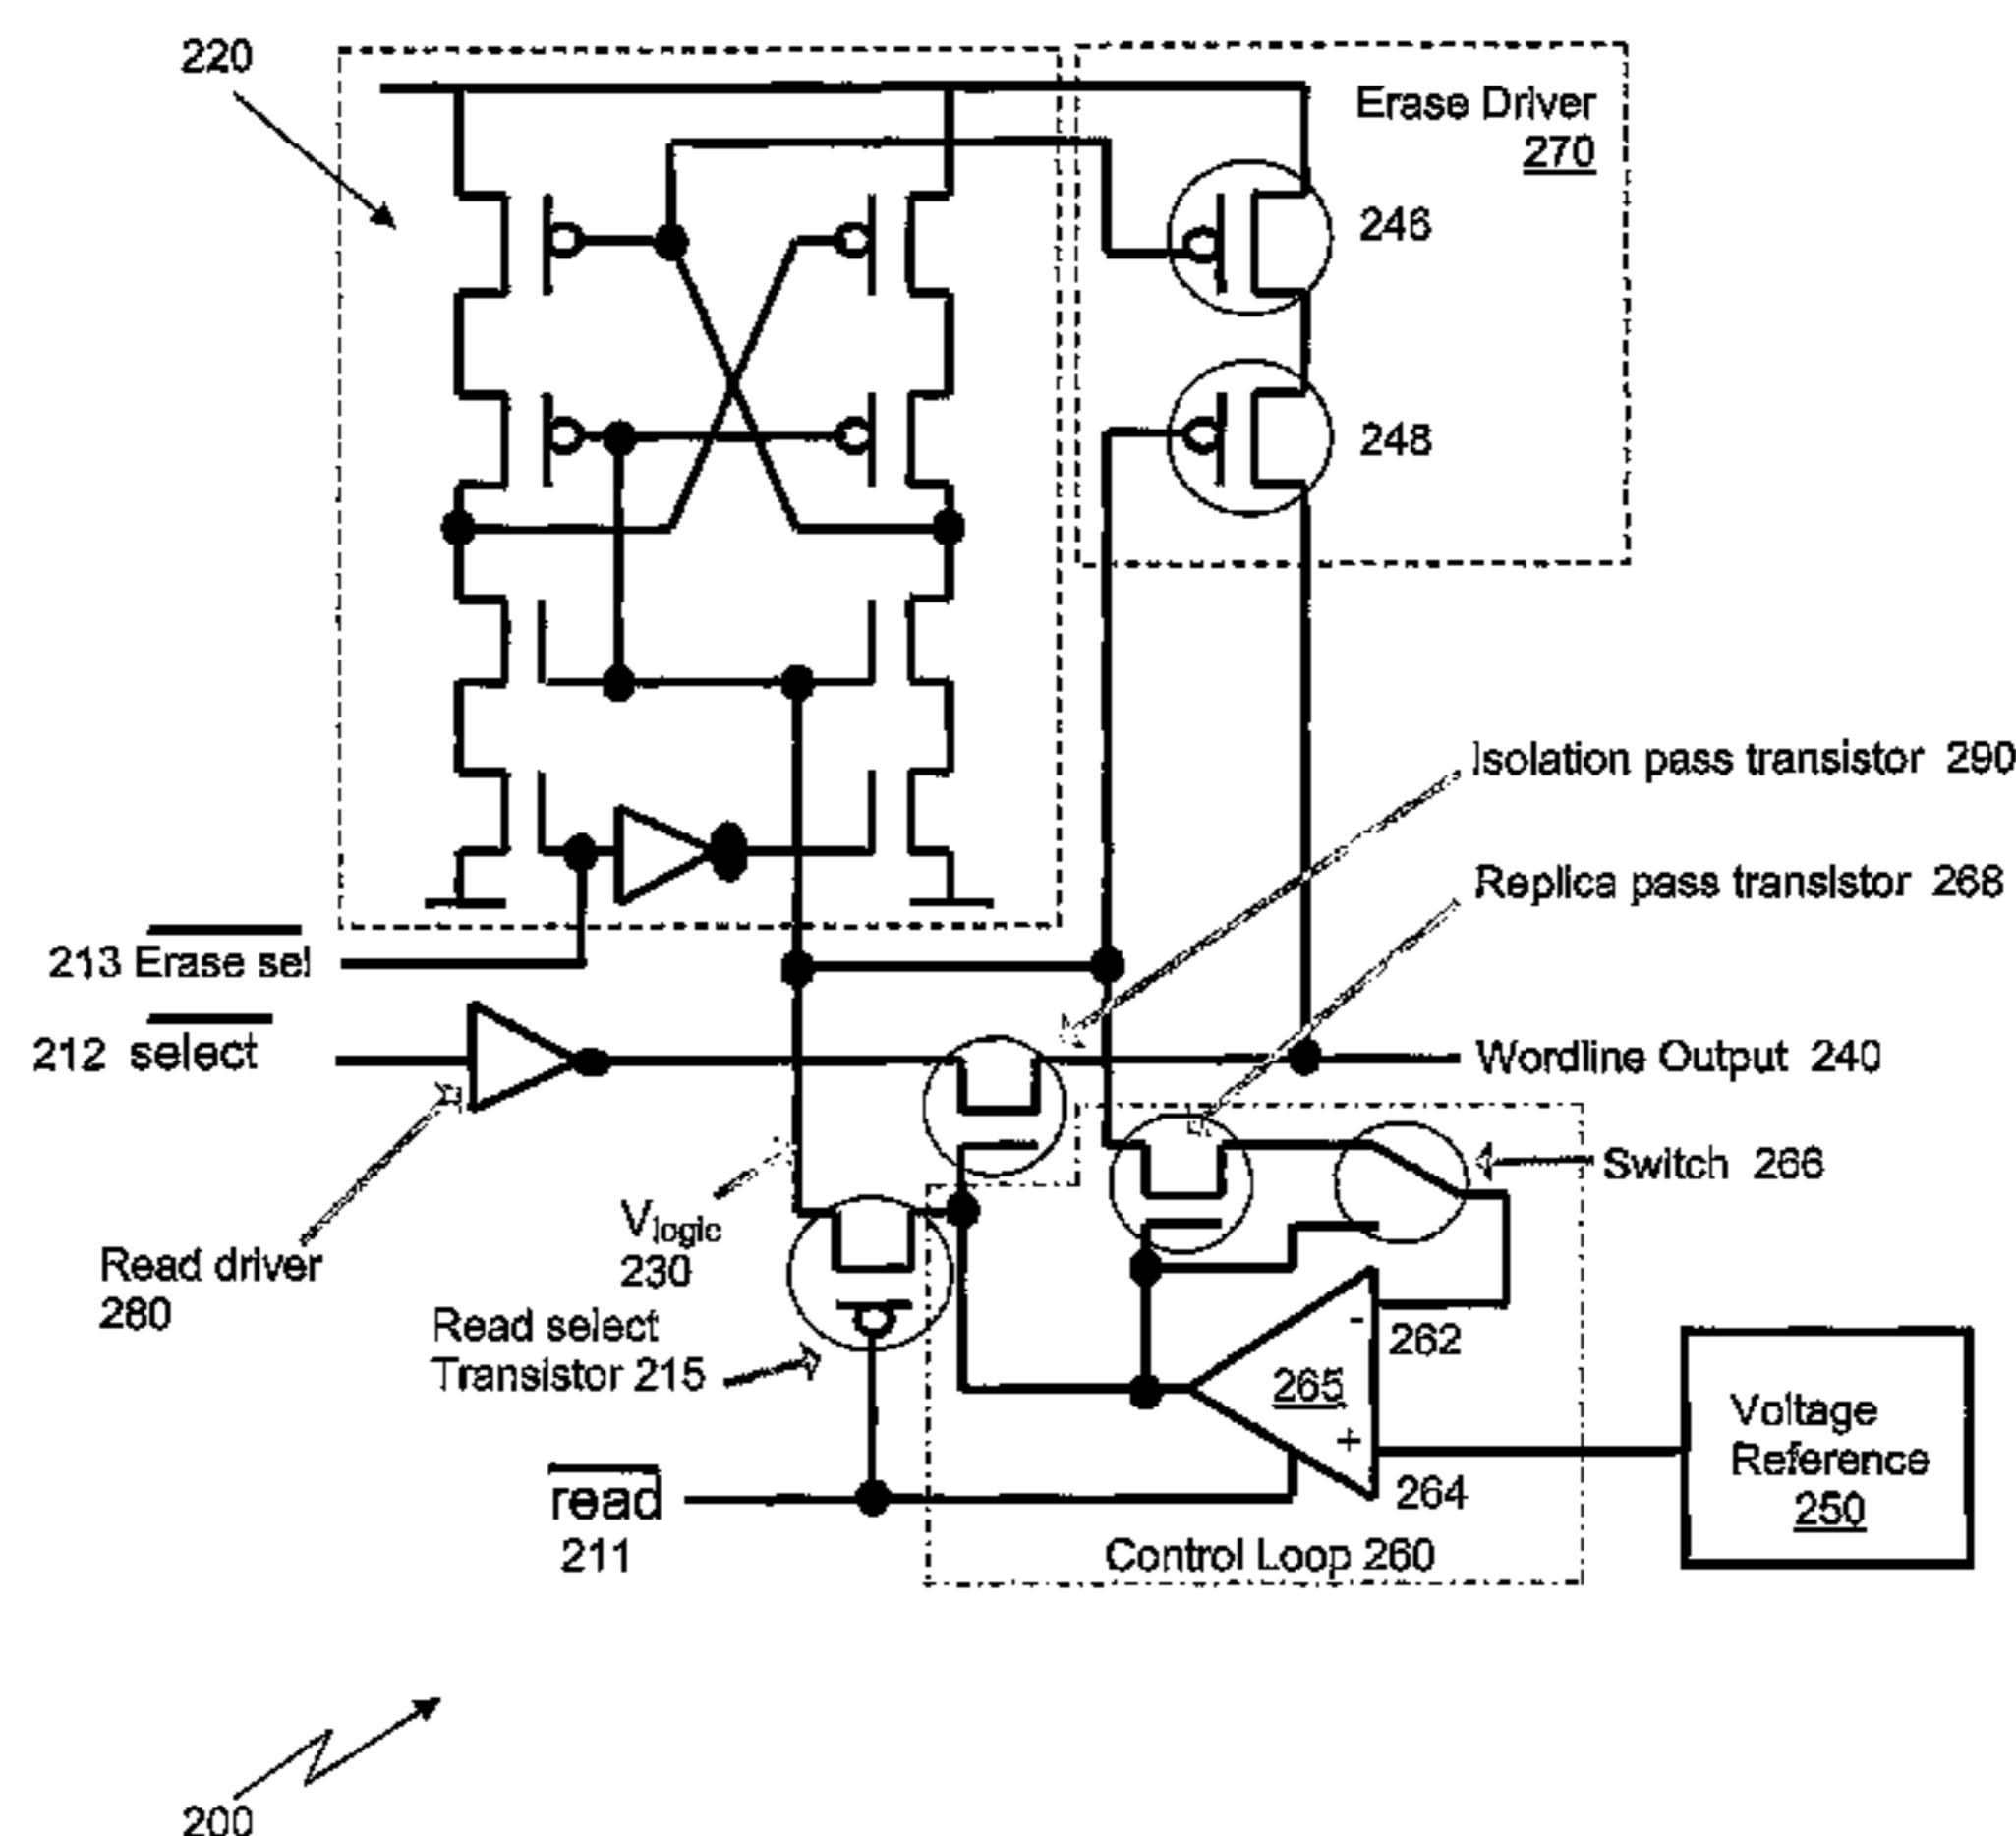 220
Erase Driver
270
246
248
Isolation pass transistor 290
Replica pass transistor 268
213 Erase sel
212 select
Wordline Output 240
Switch 266
Vlogic
230
Read driver
280
Read select
Transistor 215
-
262
265
+
264
Voltage
Reference
250
read
211
Control Loop 260
200